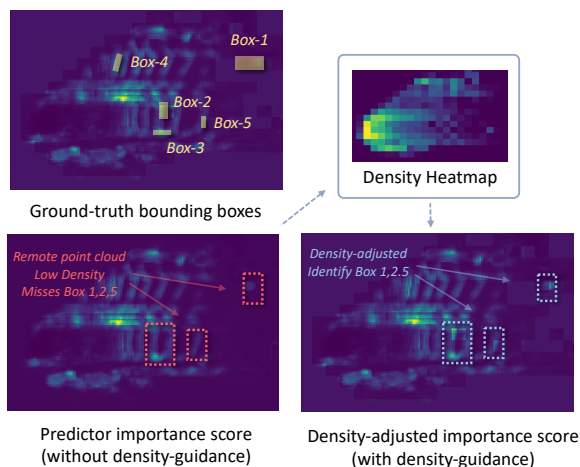 Box-1
Box-4
Box-2
Box-5
Box-3
Ground-truth bounding boxes
Density Heatmap
Remote point cloud
Low Density
Misses Box 1,2,5
Density-adjusted
Identify Box 1,2.5
Predictor importance score
(without density-guidance)
Density-adjusted importance score
(with density-guidance)